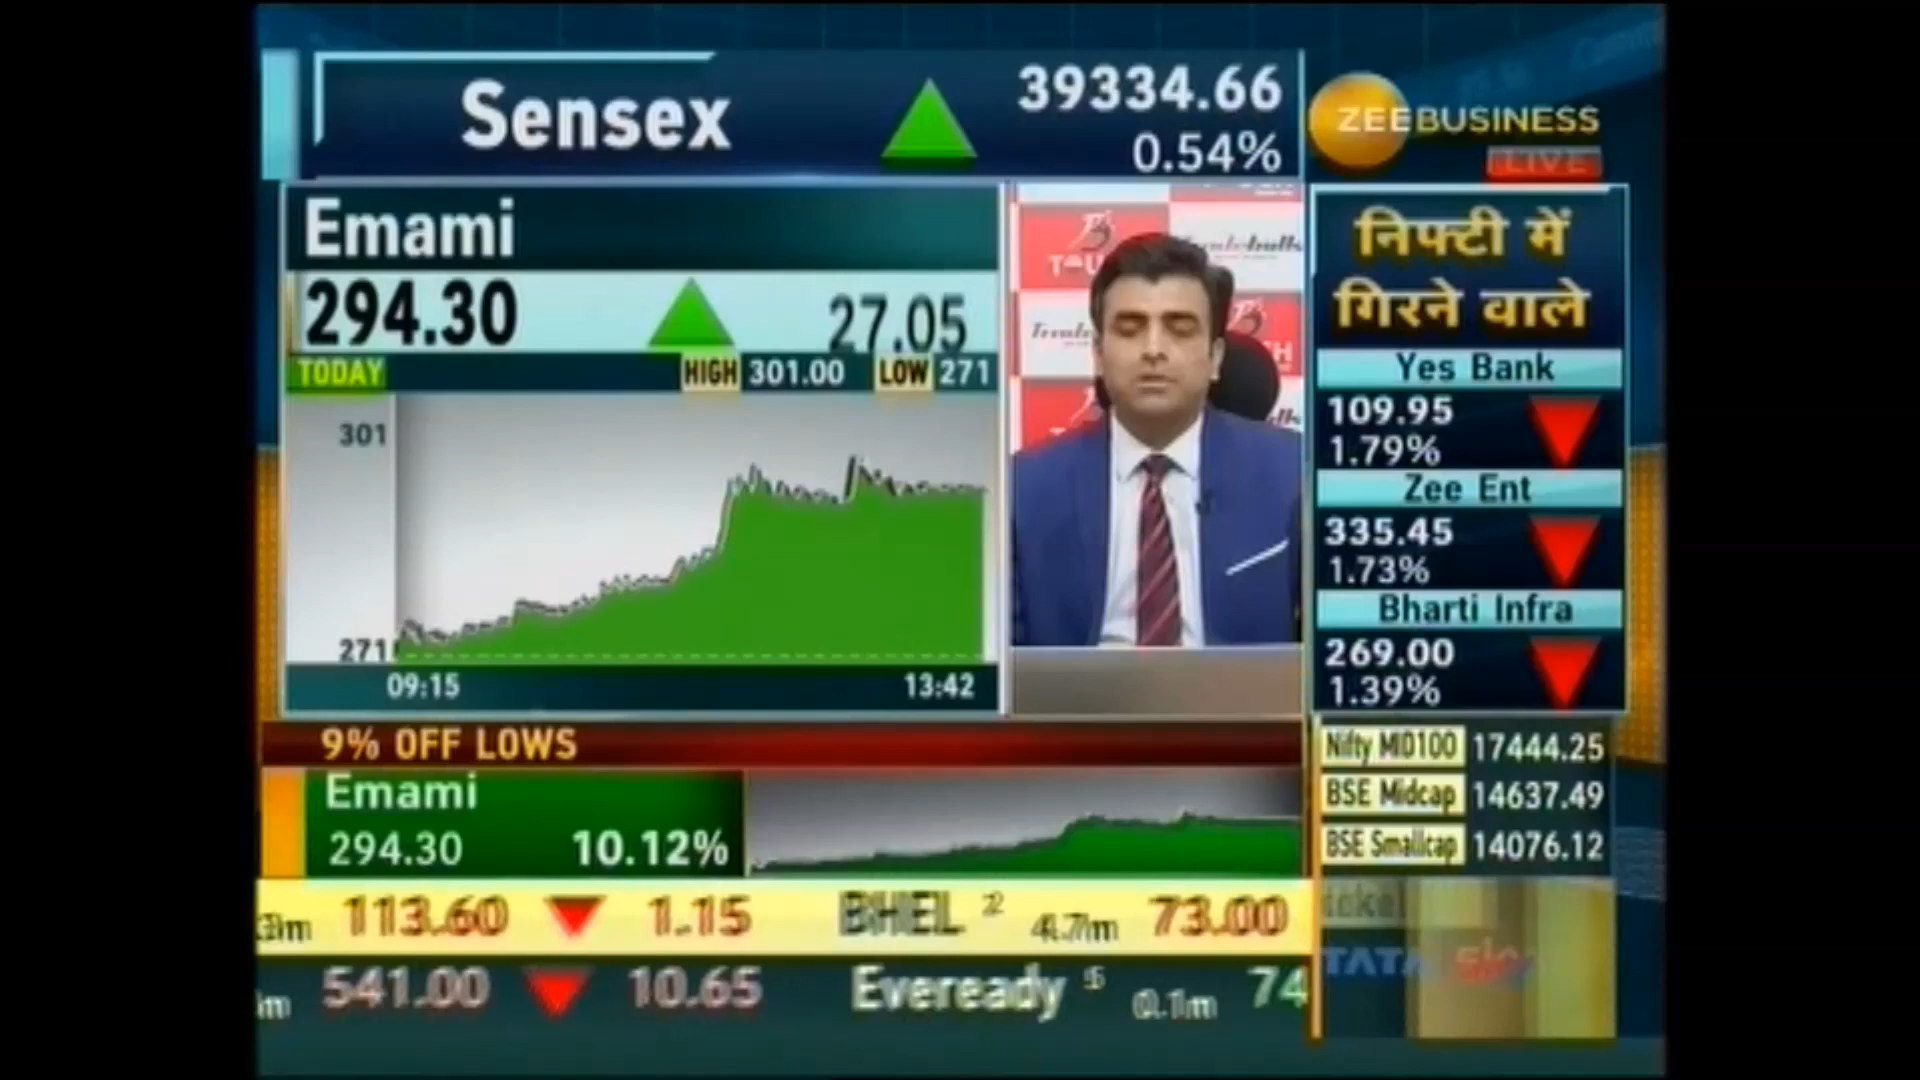 Sensex
39334.66
0.54%
ZEEBUSINESS
LIVE
Emami
294.30
27.05
TODAY
HIGH 301.00
LOW 271
301
271
09:15
13:42
निफ्टी में
गिरने वाले
Yes Bank
109.95
1.79%
Zee Ent
335.45
1.73%
Bharti Infra
269.00
1.39%
9% OFF LOWS
Emami
294.30 10.12%
Nifty MID100 17444.25
BSE Midcap 14637.49
BSE Smallcap 14076.12
113.60 1.15 BHEL 2 4.7m 73.00
541.00 10.65 Eveready 5 0.1m 74
TATA sky